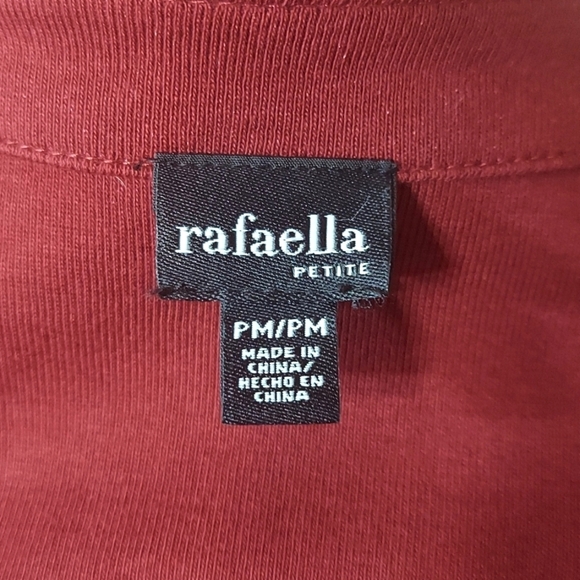 rafaella
PETITE
PM/PM
MADE IN
CHINA/
HECHO EN
CHINA